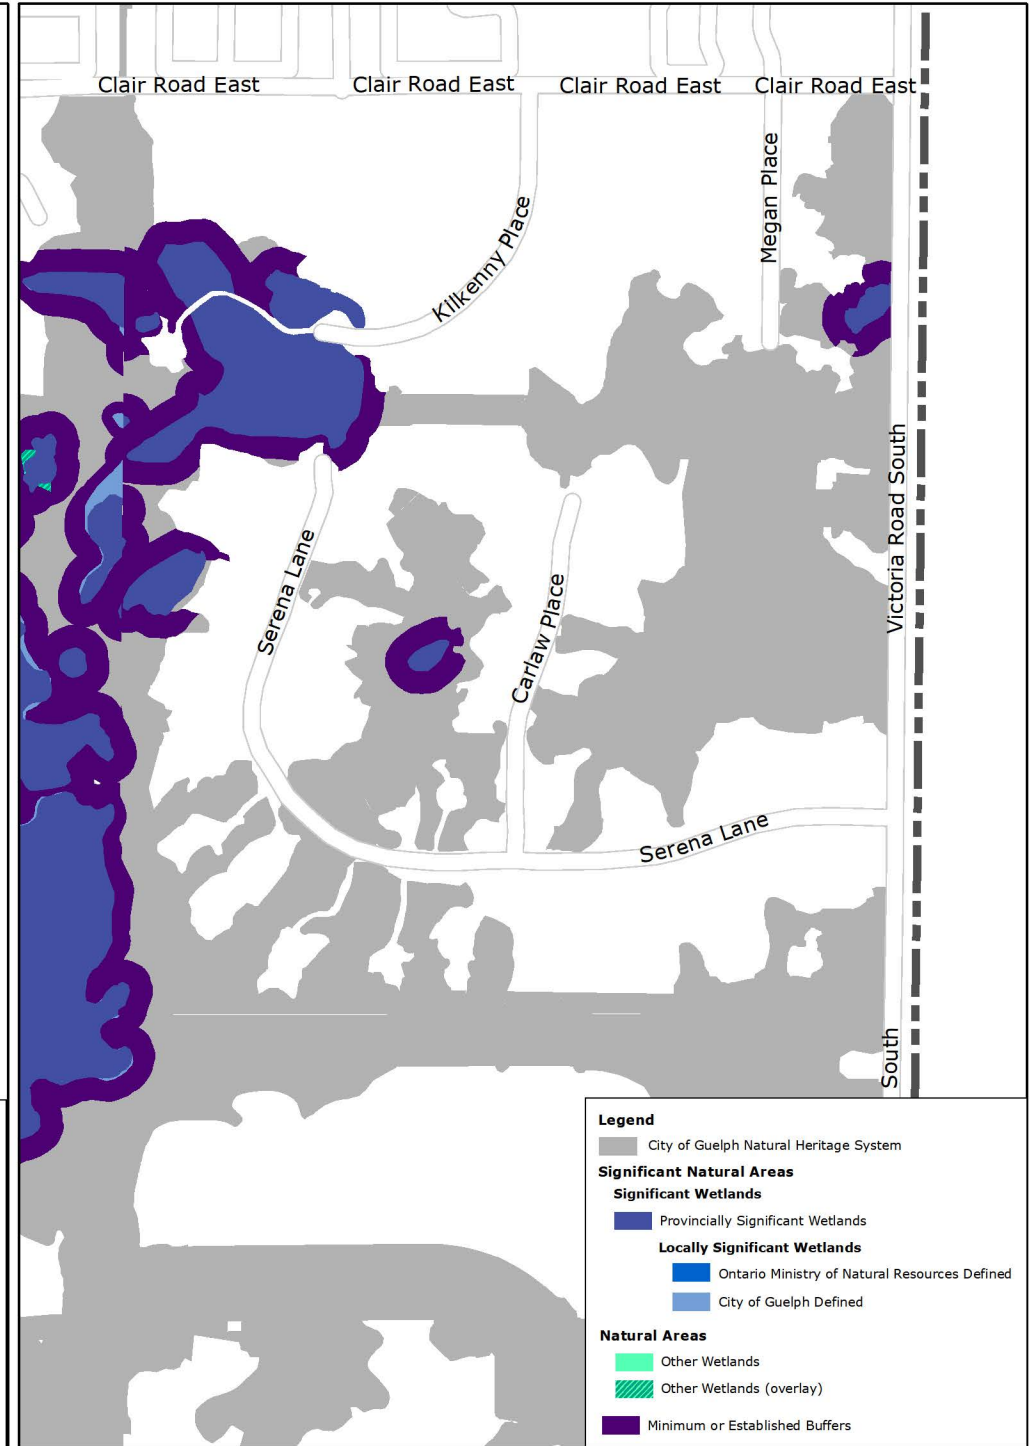 Clair Road East
Clair Road East
Clair Road East
Clair Road East
Megan Place
Kilkenny Place
Victoria Road South
Serena Lane
Carlaw Place
Serena Lane
South
Legend
City of Guelph Natural Heritage System
Significant Natural Areas
Significant Wetlands
Provincially Significant Wetlands
Locally Significant Wetlands
Ontario Ministry of Natural Resources Defined
City of Guelph Defined
Natural Areas
Other Wetlands
Other Wetlands (overlay)
Minimum or Established Buffers